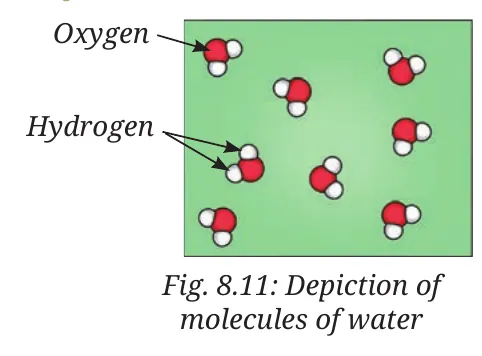 Oxygen
Hydrogen
Fig. 8.11: Depiction of
molecules of water